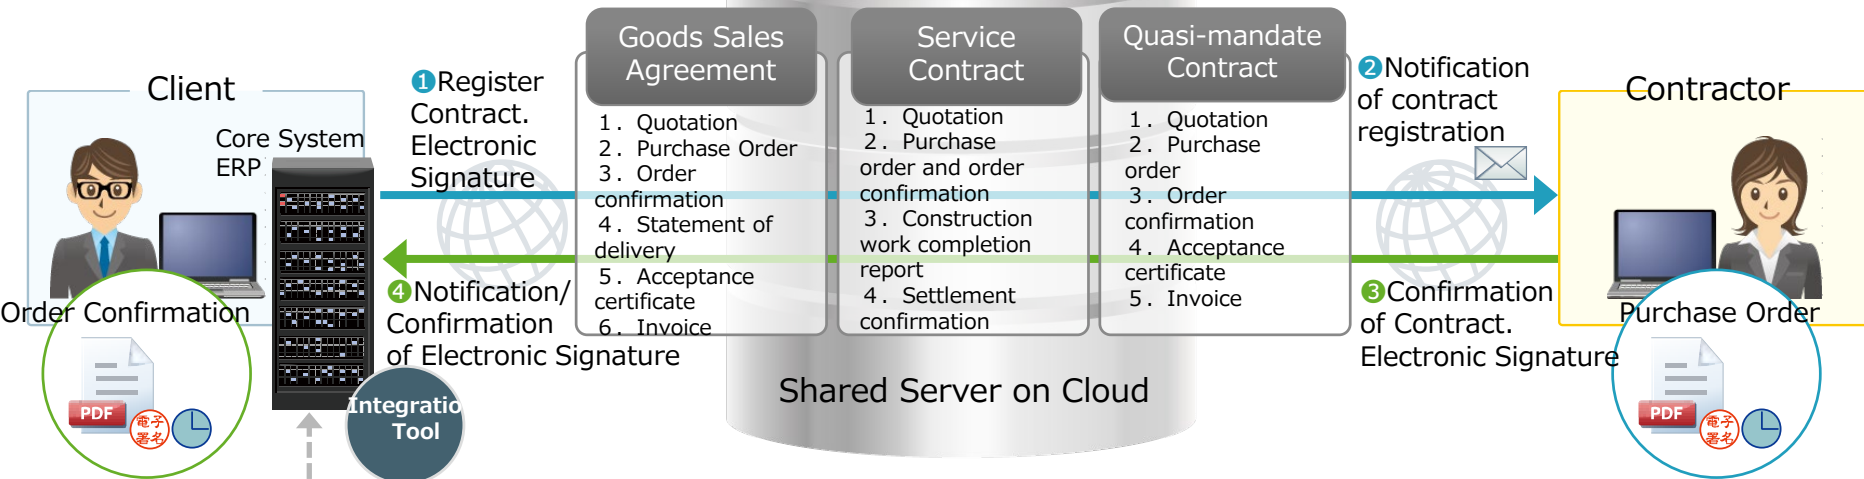 Client
Core System
ERP
Order Confirmation
PDF
電子
署名
Integratio
Tool
❶Register
Contract.
Electronic
Signature
❹Notification/
Confirmation
of Electronic Signature
Goods Sales
Agreement
1. Quotation
2. Purchase Order
3. Order
confirmation
4. Statement of
delivery
5. Acceptance
certificate
6. Invoice
Service
Contract
1. Quotation
2. Purchase
order and order
confirmation
3. Construction
work completion
report
4. Settlement
confirmation
Quasi-mandate
Contract
1. Quotation
2. Purchase
order
3. Order
confirmation
4. Acceptance
certificate
5. Invoice
Shared Server on Cloud
❷Notification
of contract
registration
❸Confirmation
of Contract.
Electronic Signature
Contractor
Purchase Order
PDF
電子
署名